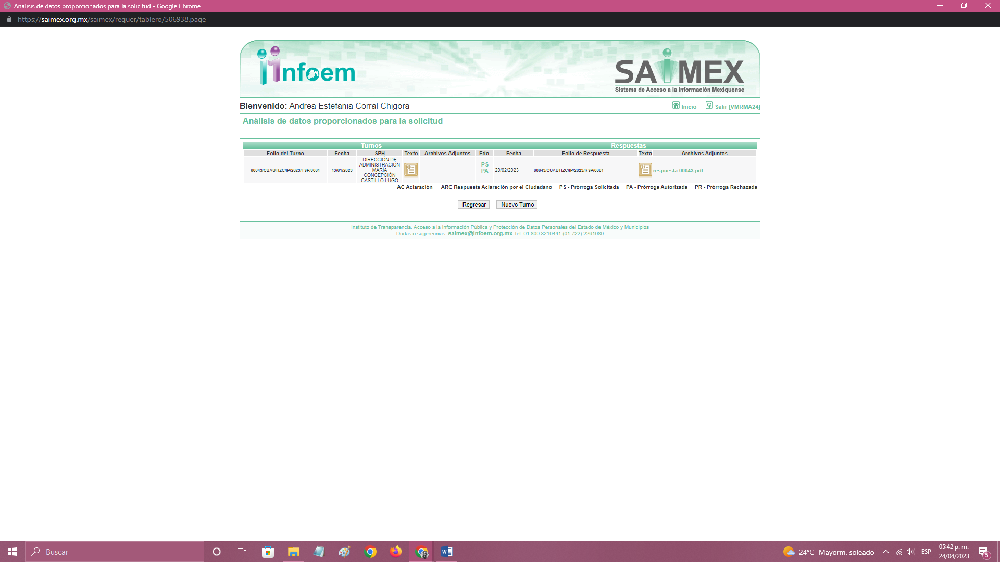 Análisis de datos proporcionados para la solicitud - Google Chrome
https://saimex.org.mx/saimex/requer/tablero/506938.page
infoem
SAIMEX
Sistema de Acceso a la Información Mexiquense
Bienvenido: Andrea Estefania Corral Chigora
Inicio Salir [VMRMA24]
Análisis de datos proporcionados para la solicitud
Turnos Respuestas
Folio del Turno Fecha SPH Texto Archivos Adjuntos Edo. Fecha Folio de Respuesta Texto Archivos Adjuntos
00043/CUAUTIZC/IP/2023/TSP/0001 19/01/2023
DIRECCIÓN DE
ADMINISTRACIÓN
MARÍA
CONCEPCIÓN
CASTILLO LUGO
PS
PA
20/02/2023 00043/CUAUTIZC/IP/2023/RSP/0001 respuesta 00043.pdf
AC Aclaración ARC Respuesta Aclaración por el Ciudadano PS - Prórroga Solicitada PA - Prórroga Autorizada PR - Prórroga Rechazada
Regresar Nuevo Turno
Instituto de Transparencia, Acceso a la Información Pública y Protección de Datos Personales del Estado de México y Municipios
Dudas o sugerencias: saimex@infoem.org.mx Tel. 01 800 8210441 (01 722) 2261980
Buscar
24°C Mayorm. soleado
ESP
05:42 p. m.
24/04/2023
5